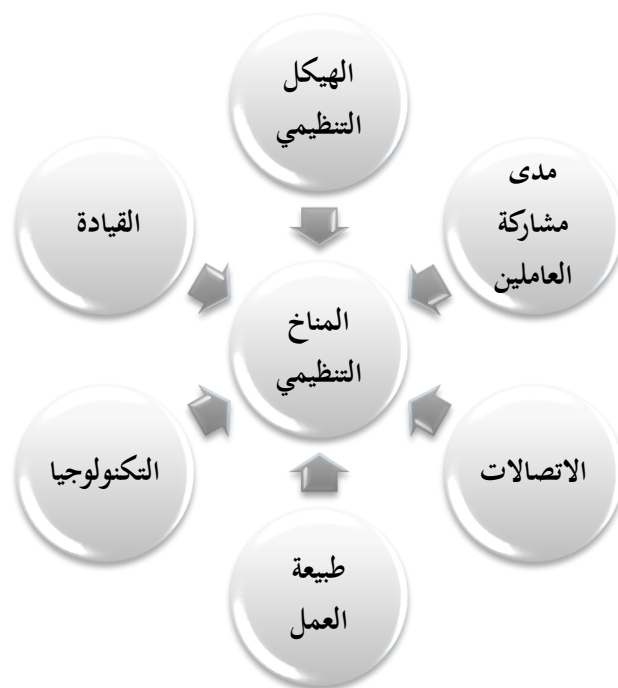 الهيكل
التنظيمي
مدى
مشاركة
العاملين
القيادة
المناخ
التنظيمي
الاتصالات
التكنولوجيا
طبيعة
العمل